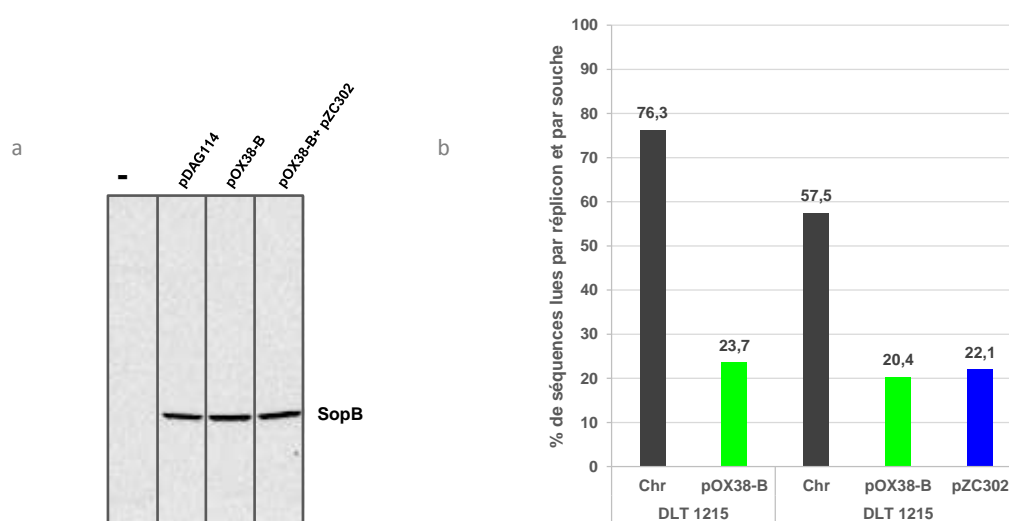 a
-
pDAG114
pOX38-B
pOX38-B+ pZC302
SopB
b
% de séquences lues par réplicon et par souche
100
90
80
70
60
50
40
30
20
10
0
76,3
23,7
57,5
20,4
22,1
Chr pOX38-B Chr pOX38-B pZC302
DLT 1215 DLT 1215